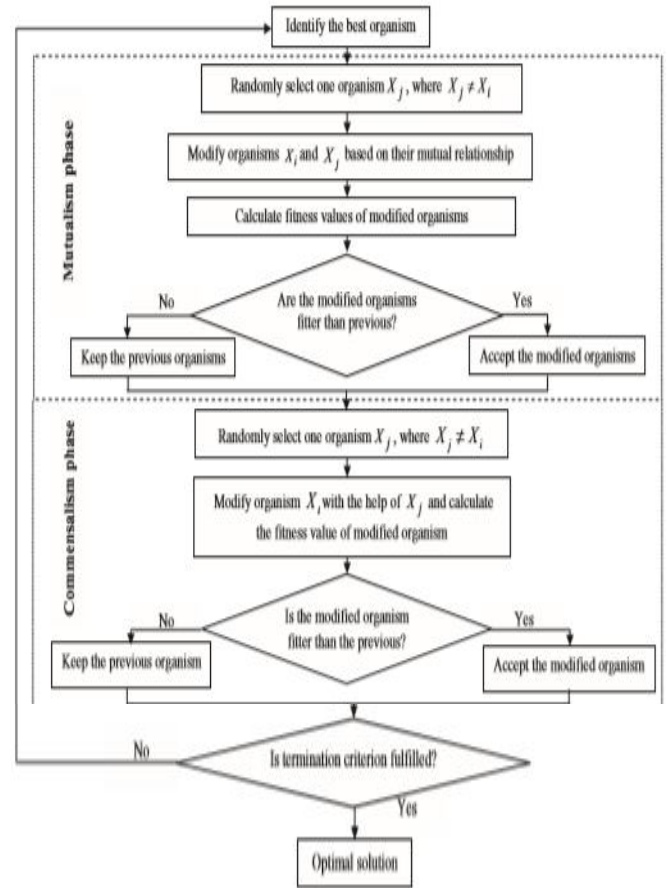 Identify the best organism
Mutualism phase
Randomly select one organism X_j, where X_j ≠ X_i
Modify organisms x_i and X_j based on their mutual relationship
Calculate fitness values of modified organisms
Are the modified organisms
fitter than previous?
No
Yes
Keep the previous organisms
Accept the modified organisms
Commensalism phase
Randomly select one organism X_j, where X_j ≠ X_i
Modify organism X_i with the help of X_j and calculate
the fitness value of modified organism
Is the modified organism
fitter than the previous?
No
Yes
Keep the previous organism
Accept the modified organism
Is termination criterion fulfilled?
No
Yes
Optimal solution